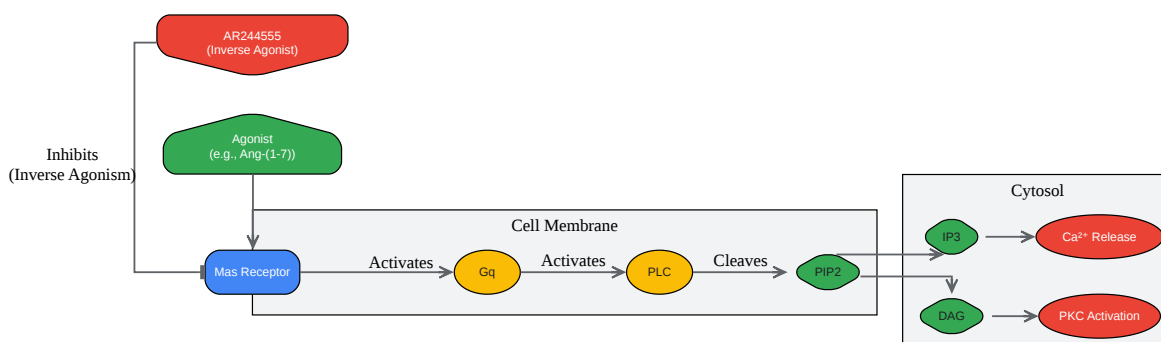 AR244555
(Inverse Agonist)
Agonist
(e.g., Ang-(1-7))
Inhibits
(Inverse Agonism)
Cell Membrane
Cytosol
Mas Receptor
Activates
Gq
Activates
PLC
Cleaves
PIP2
IP3
Ca²⁺ Release
DAG
PKC Activation